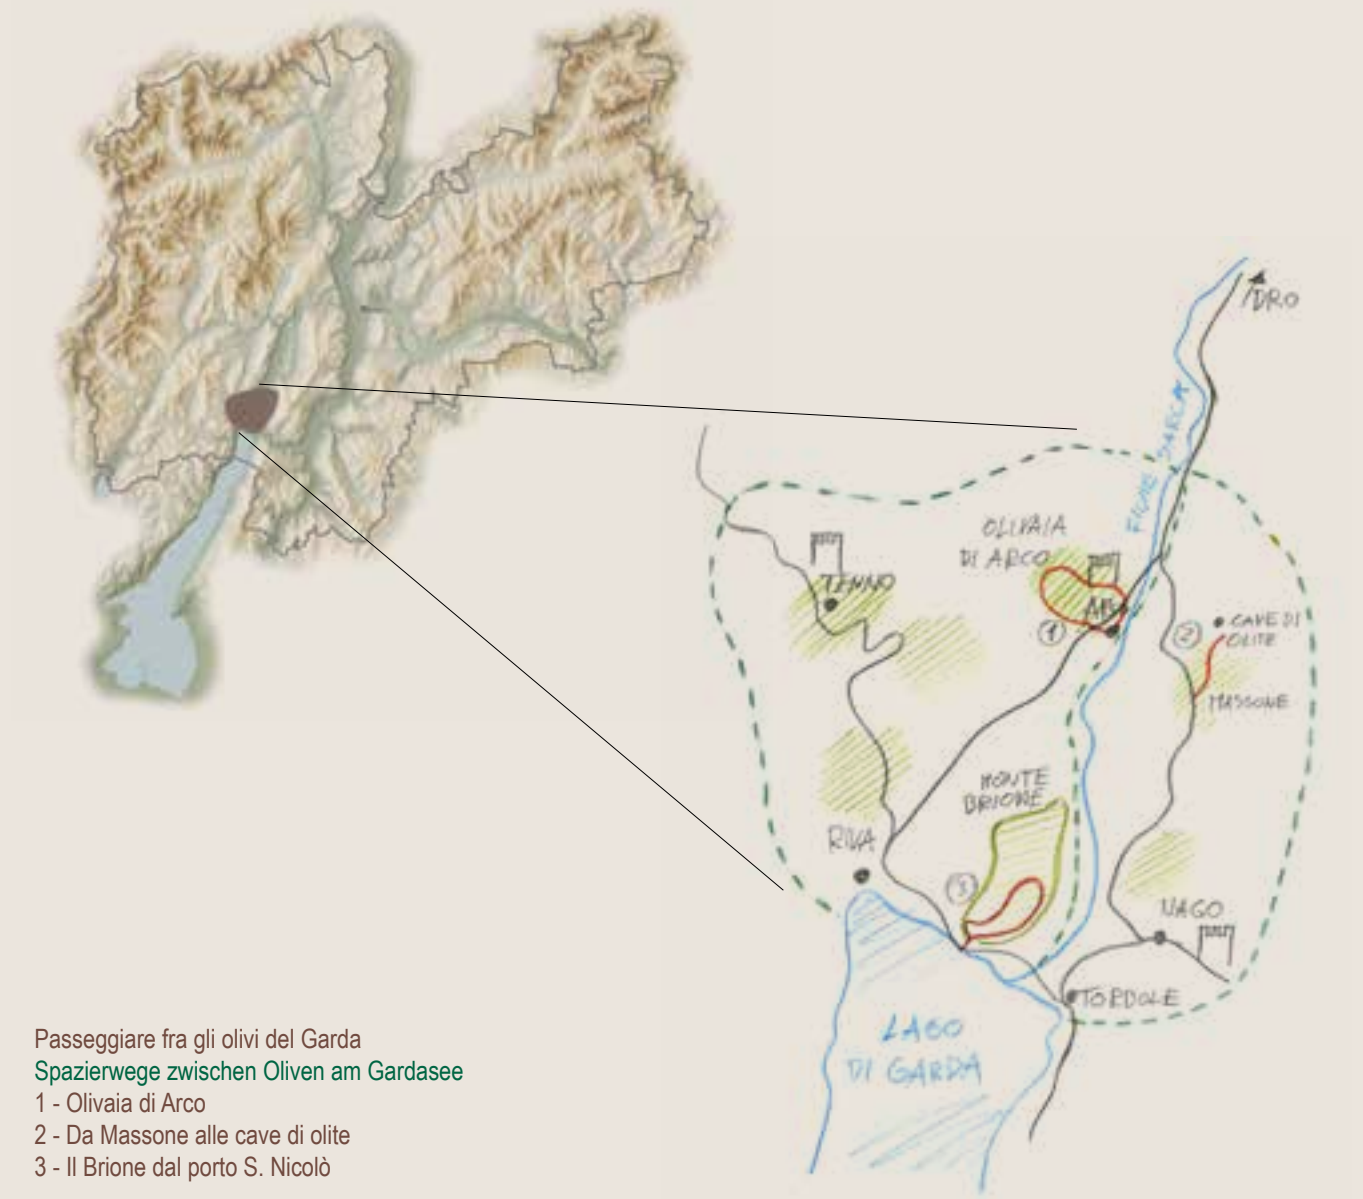 DRO
FIUME SARCA
OLIVAIA
DI ARCO
TENNO
1
2
CAVE DI
OLITE
MASSONE
MONTE
BRIONE
RIVA
3
NAGO
TORBOLE
LAGO
DI GARDA
Passeggiare fra gli olivi del Garda
Spazierwege zwischen Oliven am Gardasee
1 - Olivaia di Arco
2 - Da Massone alle cave di olite
3 - Il Brione dal porto S. Nicolò